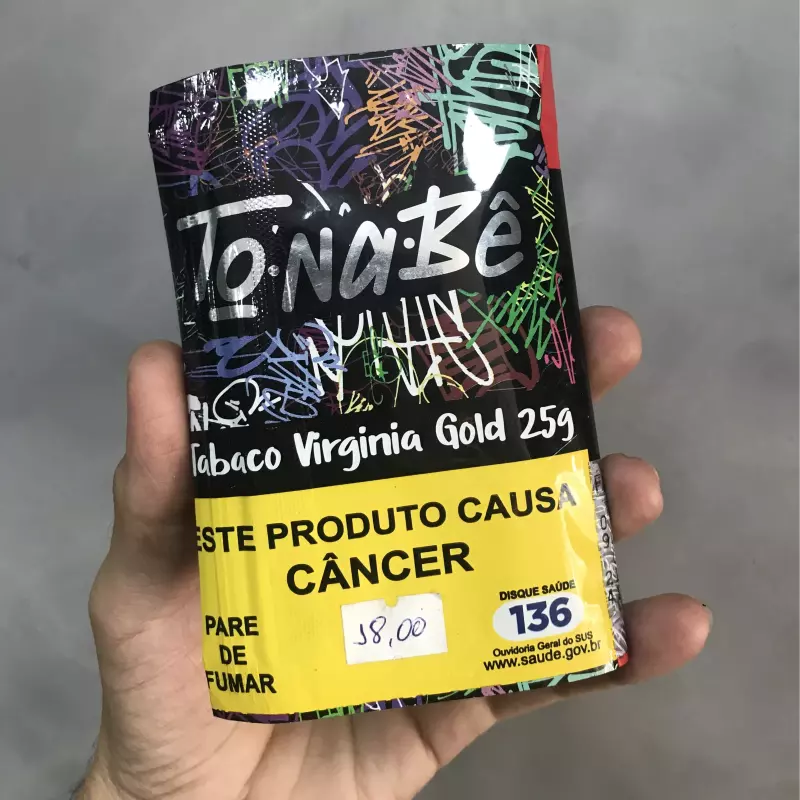 TO·Na·Bê
Tabaco Virginia Gold 25g
ESTE PRODUTO CAUSA
CÂNCER
PARE
DE
FUMAR
18,00
DISQUE SAÚDE
136
Ouvidoria Geral do SUS
www.saude.gov.br